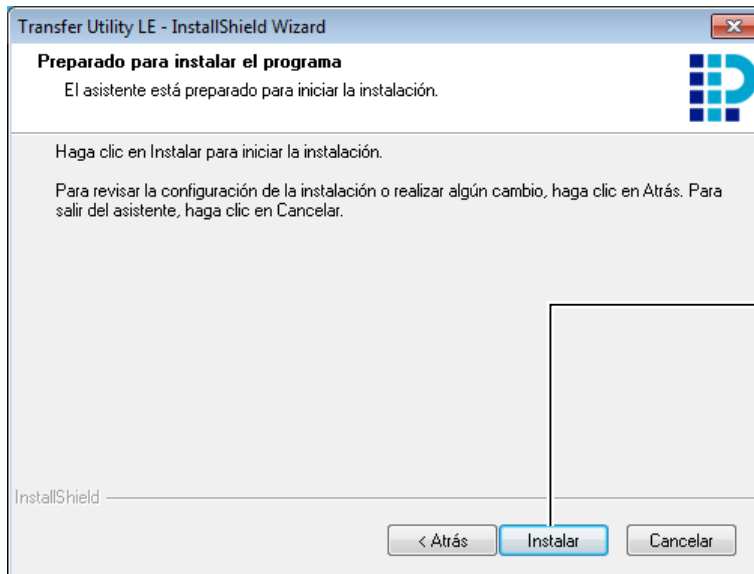 Transfer Utility LE - InstallShield Wizard
Preparado para instalar el programa
El asistente está preparado para iniciar la instalación.
Haga clic en Instalar para iniciar la instalación.
Para revisar la configuración de la instalación o realizar algún cambio, haga clic en Atrás. Para
salir del asistente, haga clic en Cancelar.
InstallShield
< Atrás
Instalar
Cancelar